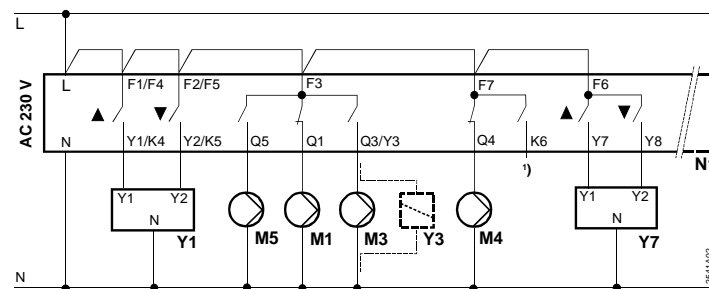 L
AC 230 V
L F1/F4 F2/F5 F3 F7 F6
▲ ▼ ▲ ▼
N Y1/K4 Y2/K5 Q5 Q1 Q3/Y3 Q4 K6 Y7 Y8
N1
¹)
Y1 Y2 Y1 Y2
N N
Y1 M5 M1 M3 Y3 M4 Y7
N
2541A02